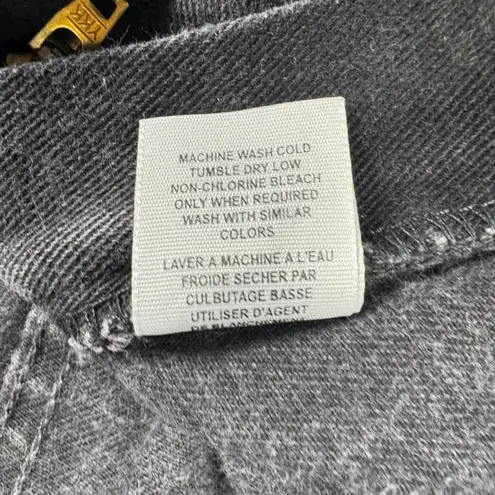 YKK
MACHINE WASH COLD
TUMBLE DRY LOW
NON-CHLORINE BLEACH
ONLY WHEN REQUIRED
WASH WITH SIMILAR
COLORS
LAVER A MACHINE A L'EAU
FROIDE SECHER PAR
CULBUTAGE BASSE
UTILISER D'AGENT